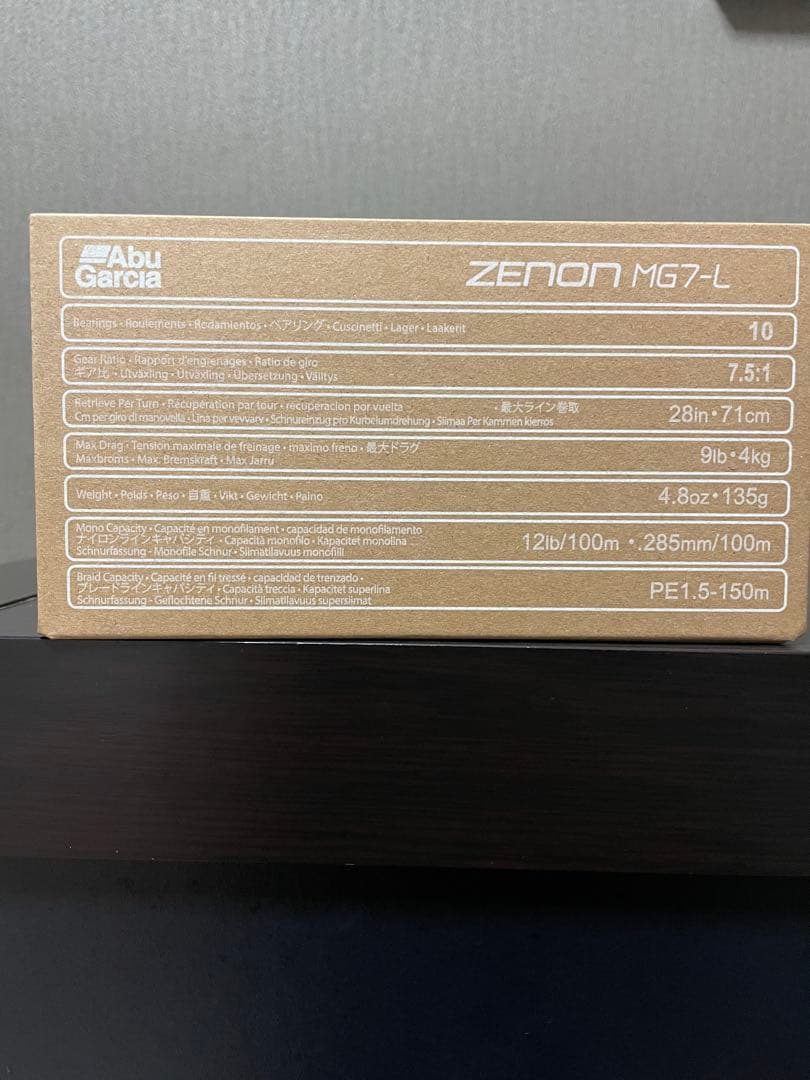 Abu
Garcia
ZENON MG7-L
Bearings • Roulements • Rodamientos • ベアリング • Cuscinetti • Lager • Laakerit
10
Gear Ratio • Rapport d'engrenages • Ratio de giro
ギア比 • Utväxling • Utväxling • Übersetzung • Välitys
7.5:1
Retrieve Per Turn • Récupération par tour • recuperacion por vuelta • 最大ライン巻取
Cm per giro di manovella • Lina per vevvarv • Schnureinzug pro Kurbelumdrehung • Siimaa Per Kammen kierros
28in • 71cm
Max Drag • Tension maximale de freinage • maximo freno • 最大ドラグ
Maxbroms • Max. Bremskraft • Max Jarru
9lb • 4kg
Weight • Poids • Peso • 自重 • Vikt • Gewicht • Paino
4.8oz • 135g
Mono Capacity • Capacité en monofilament • capacidad de monofilamento
ナイロンラインキャパシティ • Capacità monofilo • Kapacitet monolina
Schnurfassung - Monofile Schnur • Siimatilavuus monofiili
12lb/100m • .285mm/100m
Braid Capacity • Capacité en fil tressé • capacidad de trenzado •
ブレードラインキャパシティ • Capacità treccia • Kapacitet superlina
Schnurfassung - Geflochtene Schnur • Siimatilavuus superslimat
PE1.5-150m